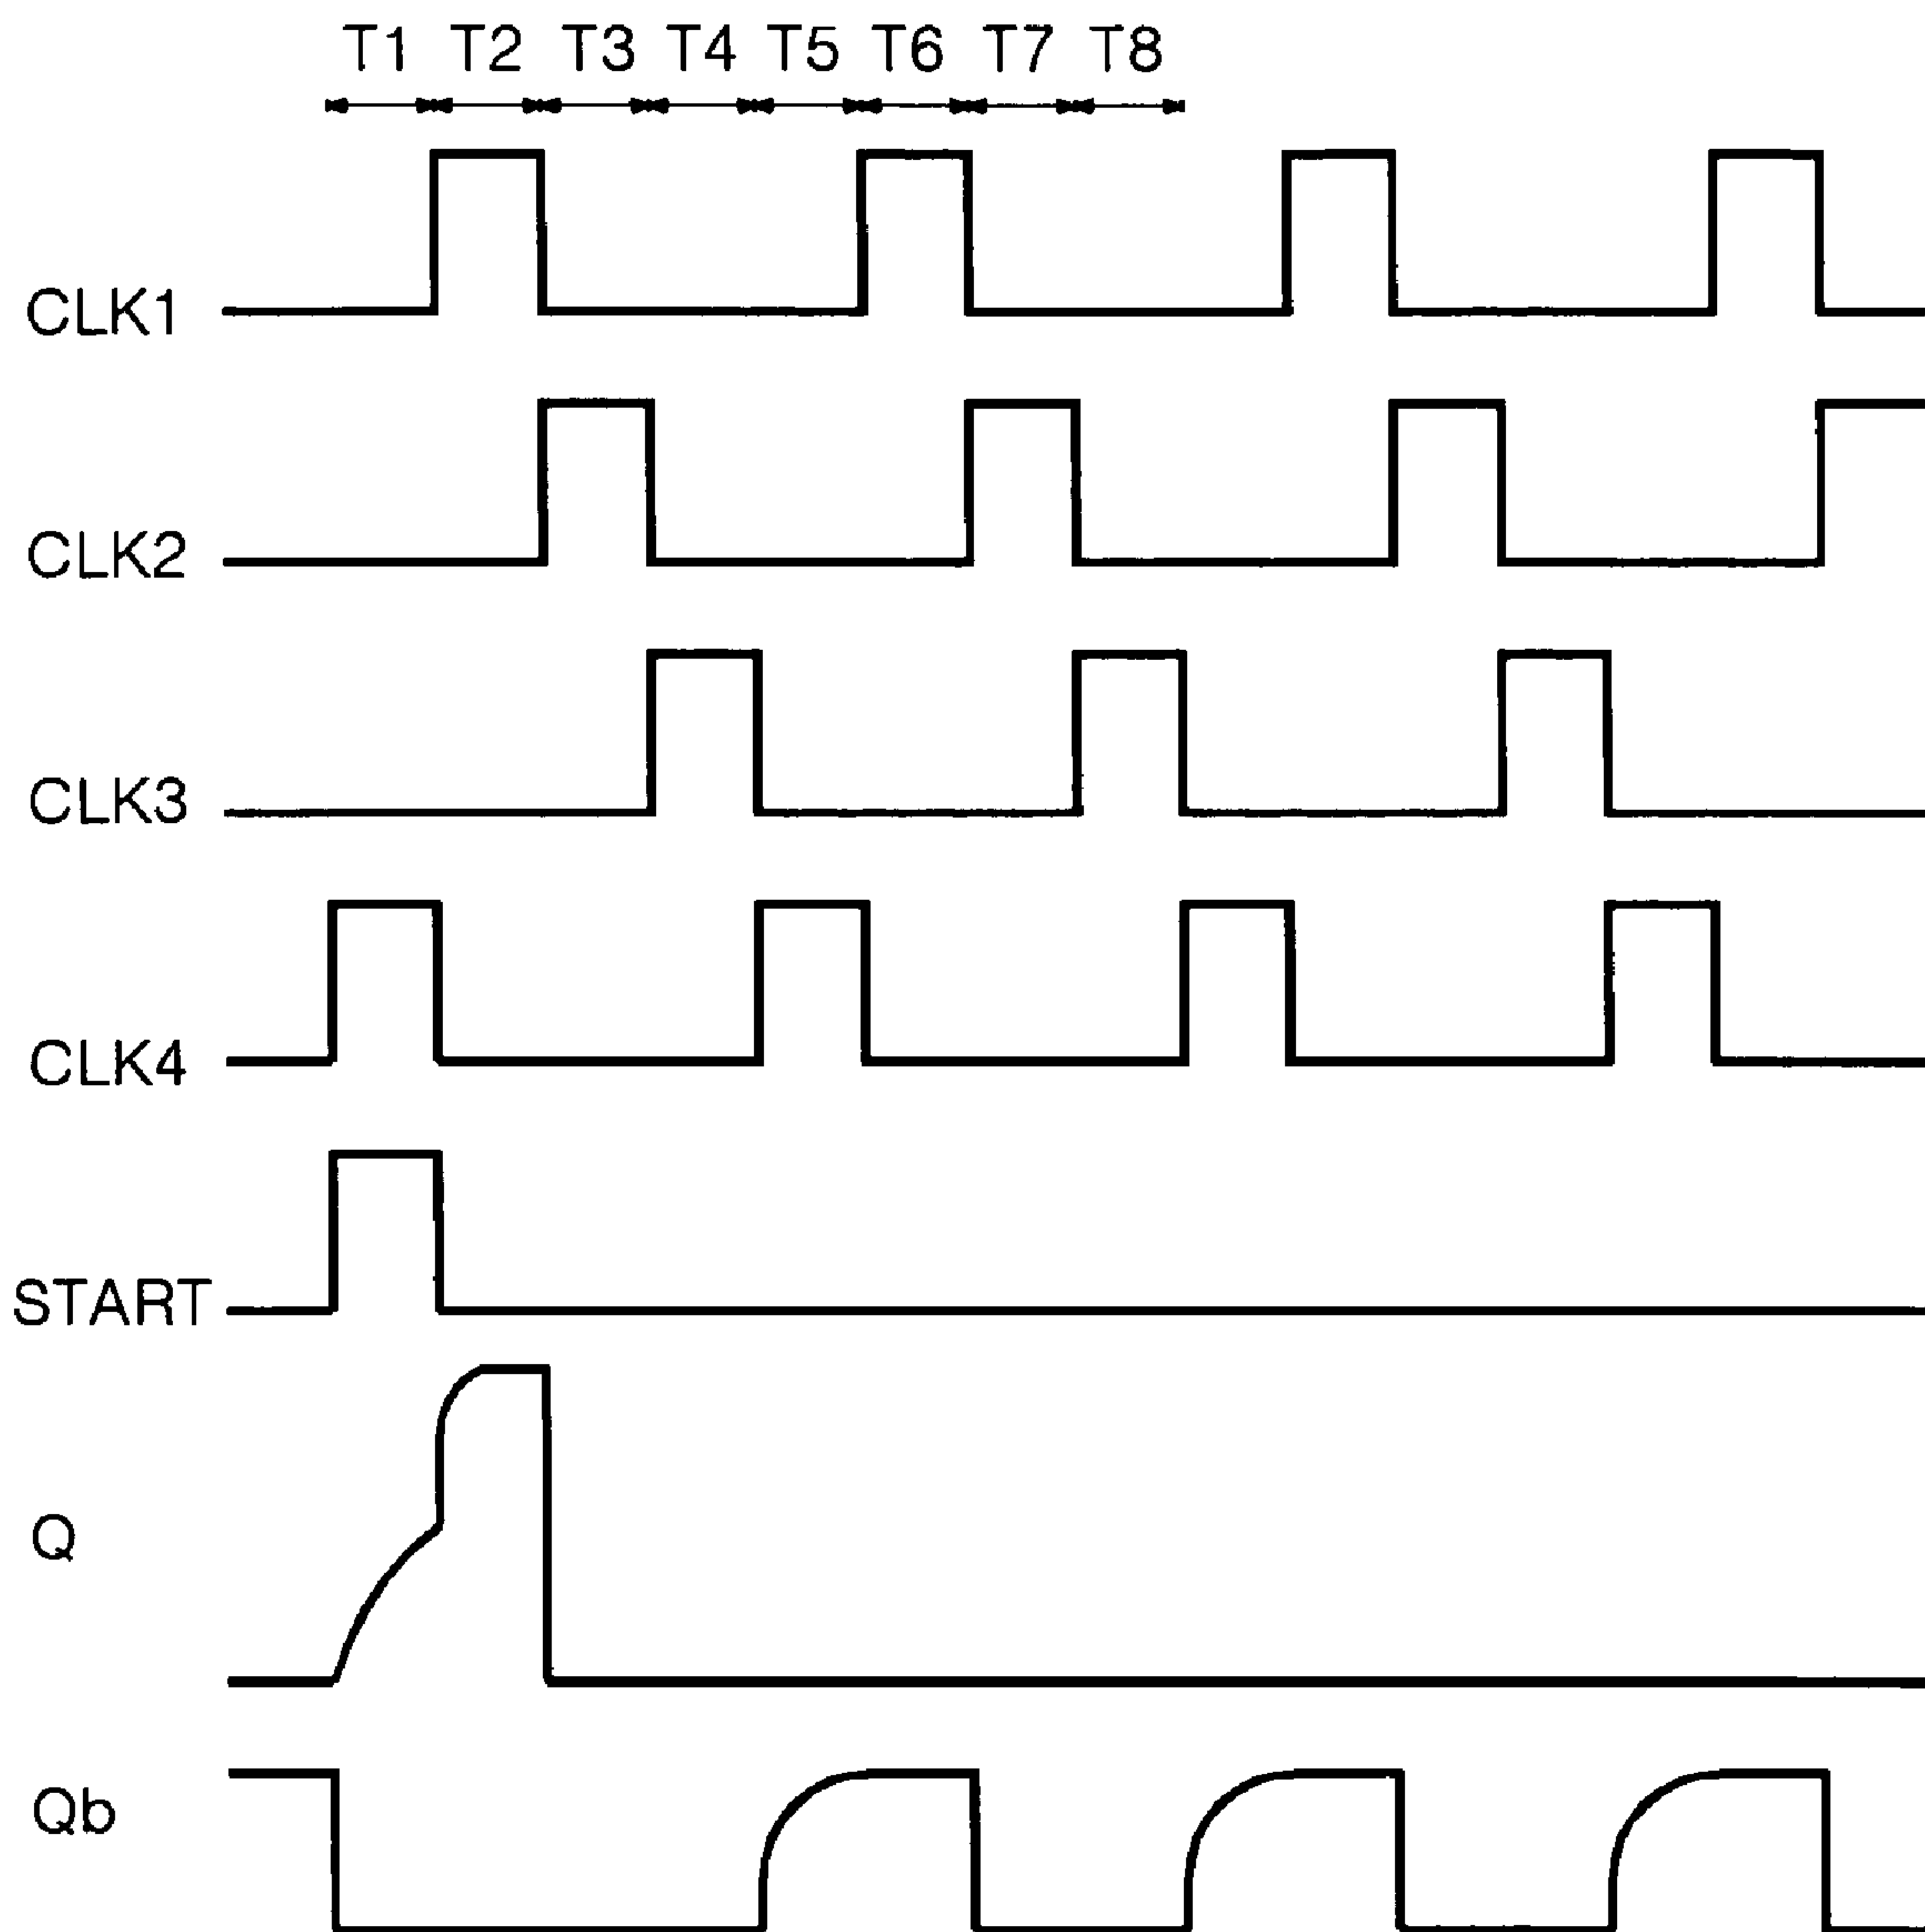 T1 T2 T3 T4 T5 T6 T7 T8
CLK1
CLK2
CLK3
CLK4
START
Q
Qb